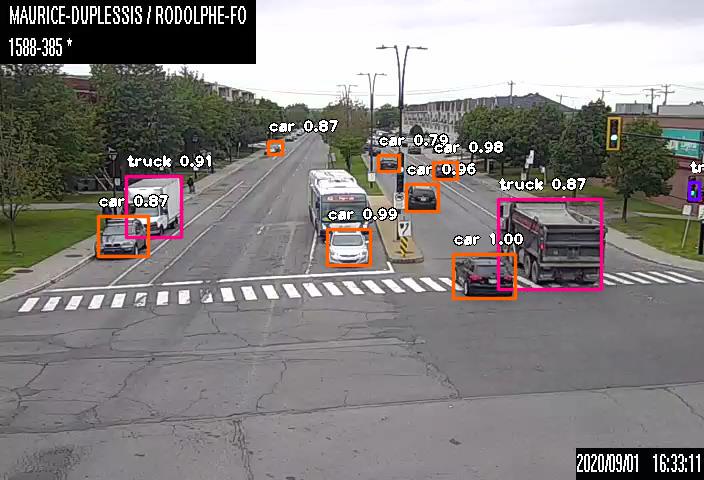 MAURICE-DUPLESSIS / RODOLPHE-FO
1588-385 *
car 0.87
car 0.79
car 0.98
truck 0.91
car 0.96
truck 0.87
tr
car 0.87
car 0.99
car 1.00
2020/09/01 16:33:11